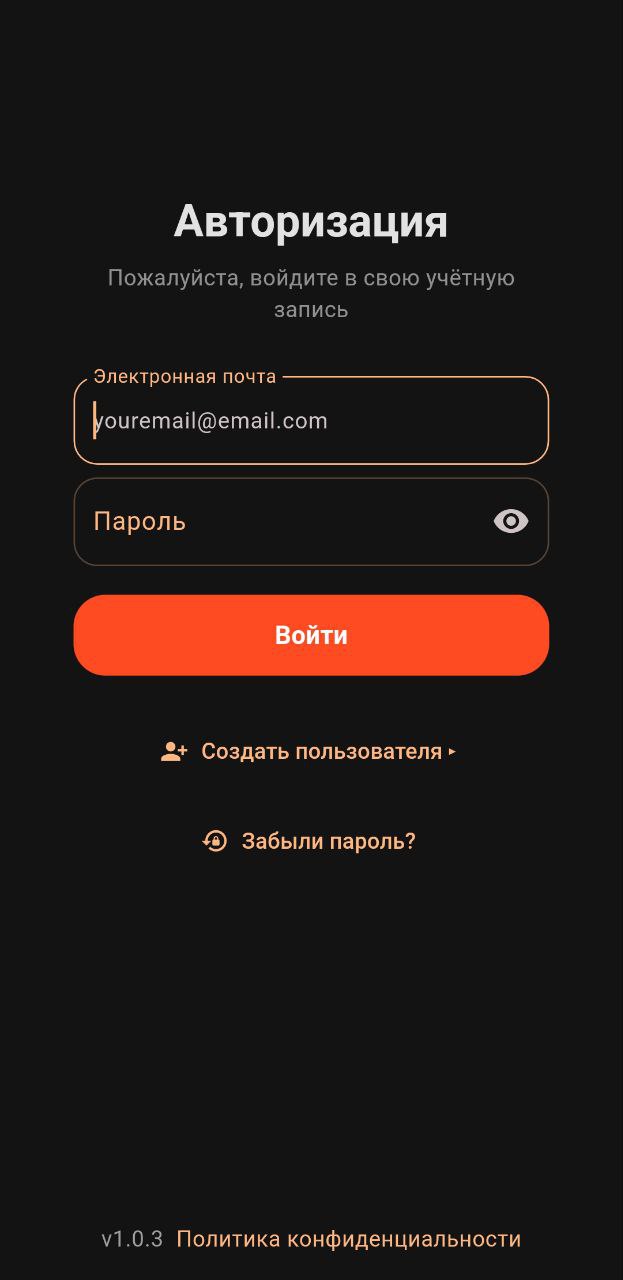 Авторизация
Пожалуйста, войдите в свою учётную
запись
Электронная почта
youremail@email.com
Пароль
Войти
Создать пользователя ▸
Забыли пароль?
v1.0.3 Политика конфиденциальности